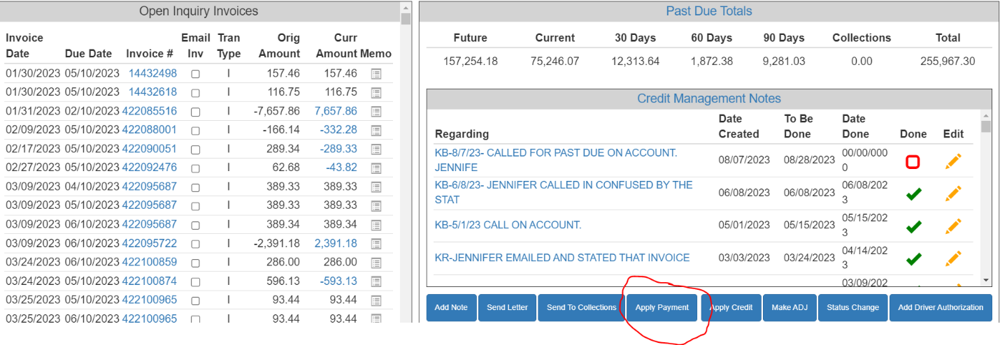 Open Inquiry Invoices
Invoice Date Due Date Invoice # Email Inv Tran Type Orig Amount Curr Amount Memo
01/30/2023 05/10/2023 14432498 I 157.46 157.46
01/30/2023 05/10/2023 14432618 I 116.75 116.75
01/31/2023 02/10/2023 422085516 I -7,657.86 7,657.86
02/09/2023 05/10/2023 422088001 I -166.14 -332.28
02/17/2023 05/10/2023 422090051 I 289.34 -289.33
02/27/2023 05/10/2023 422092476 I 62.68 -43.82
03/09/2023 04/10/2023 422095687 I 389.33 389.33
03/09/2023 05/10/2023 422095687 I 389.33 389.33
03/09/2023 06/10/2023 422095687 I 389.34 389.34
03/09/2023 06/10/2023 422095722 I -2,391.18 2,391.18
03/24/2023 06/10/2023 422100859 I 286.00 286.00
03/24/2023 05/10/2023 422100874 I 596.13 -593.13
03/25/2023 05/10/2023 422100965 I 93.44 93.44
03/25/2023 06/10/2023 422100965 I 93.44 93.44
Past Due Totals
Future Current 30 Days 60 Days 90 Days Collections Total
157,254.18 75,246.07 12,313.64 1,872.38 9,281.03 0.00 255,967.30
Credit Management Notes
Regarding Date Created To Be Done Date Done Done Edit
KB-8/7/23- CALLED FOR PAST DUE ON ACCOUNT.
JENNIFE 08/07/2023 08/28/2023 00/00/000
0
KB-6/8/23- JENNIFER CALLED IN CONFUSED BY THE
STAT 06/08/2023 06/08/2023 06/08/202
3
KB-5/1/23 CALL ON ACCOUNT. 05/01/2023 05/15/2023 05/15/202
3
KR-JENNIFER EMAILED AND STATED THAT INVOICE 03/03/2023 03/24/2023 04/14/202
3
03/09/202
Add Note Send Letter Send To Collections Apply Payment Apply Credit Make ADJ Status Change Add Driver Authorization